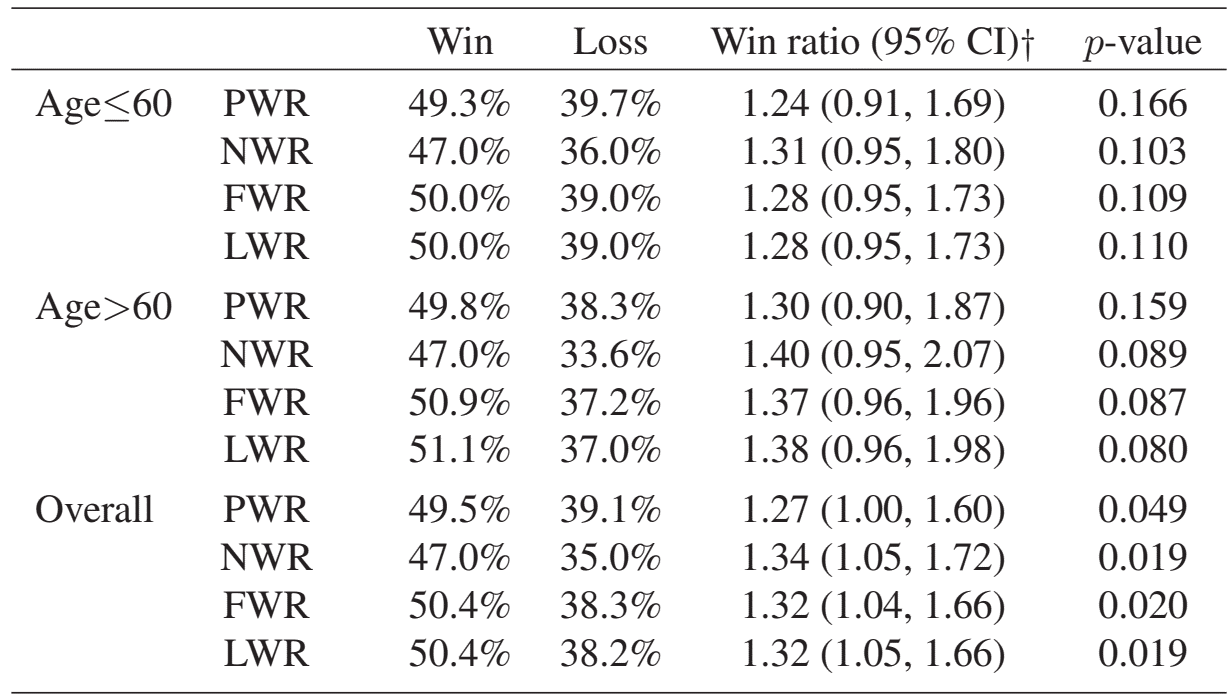 Win Loss Win ratio (95% CI)† p-value
Age≤60 PWR 49.3% 39.7% 1.24 (0.91, 1.69) 0.166
NWR 47.0% 36.0% 1.31 (0.95, 1.80) 0.103
FWR 50.0% 39.0% 1.28 (0.95, 1.73) 0.109
LWR 50.0% 39.0% 1.28 (0.95, 1.73) 0.110
Age>60 PWR 49.8% 38.3% 1.30 (0.90, 1.87) 0.159
NWR 47.0% 33.6% 1.40 (0.95, 2.07) 0.089
FWR 50.9% 37.2% 1.37 (0.96, 1.96) 0.087
LWR 51.1% 37.0% 1.38 (0.96, 1.98) 0.080
Overall PWR 49.5% 39.1% 1.27 (1.00, 1.60) 0.049
NWR 47.0% 35.0% 1.34 (1.05, 1.72) 0.019
FWR 50.4% 38.3% 1.32 (1.04, 1.66) 0.020
LWR 50.4% 38.2% 1.32 (1.05, 1.66) 0.019